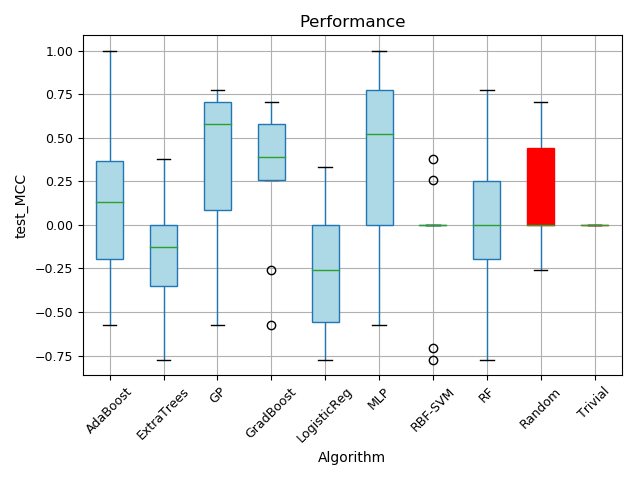 Performance
1.00
0.75
0.50
0.25
0.00
−0.25
−0.50
−0.75
test_MCC
AdaBoost
ExtraTrees
GP
GradBoost
LogisticReg
MLP
RBF-SVM
RF
Random
Trivial
Algorithm